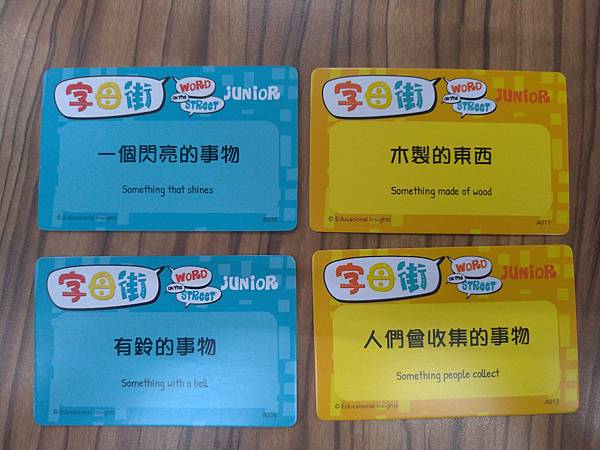 字母街 WORD ON THE STREET JUNIOR
一個閃亮的事物
Something that shines
© Educational Insights B038
字母街 WORD ON THE STREET JUNIOR
木製的東西
Something made of wood
© Educational Insights A011
字母街 WORD ON THE STREET JUNIOR
有鈴的事物
Something with a bell
© Educational Insights B036
字母街 WORD ON THE STREET JUNIOR
人們會收集的事物
Something people collect
© Educational Insights A013